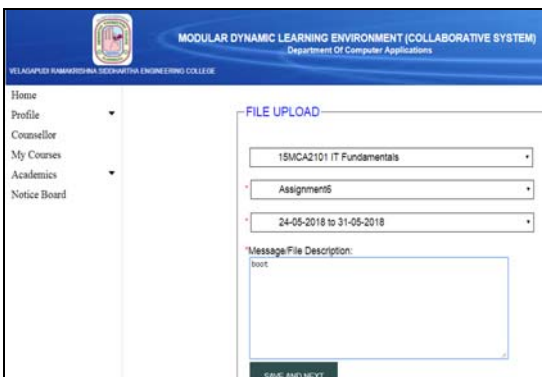 MODULAR DYNAMIC LEARNING ENVIRONMENT (COLLABORATIVE SYSTEM)
Department Of Computer Applications
VELAGAPUDI RAMAKRISHNA SIDDHARTHA ENGINEERING COLLEGE
Home
Profile
Counsellor
My Courses
Academics
Notice Board
FILE UPLOAD
15MCA2101 IT Fundamentals
* Assignment6
* 24-05-2018 to 31-05-2018
*Message/File Description:
boot
SAVE AND NEXT